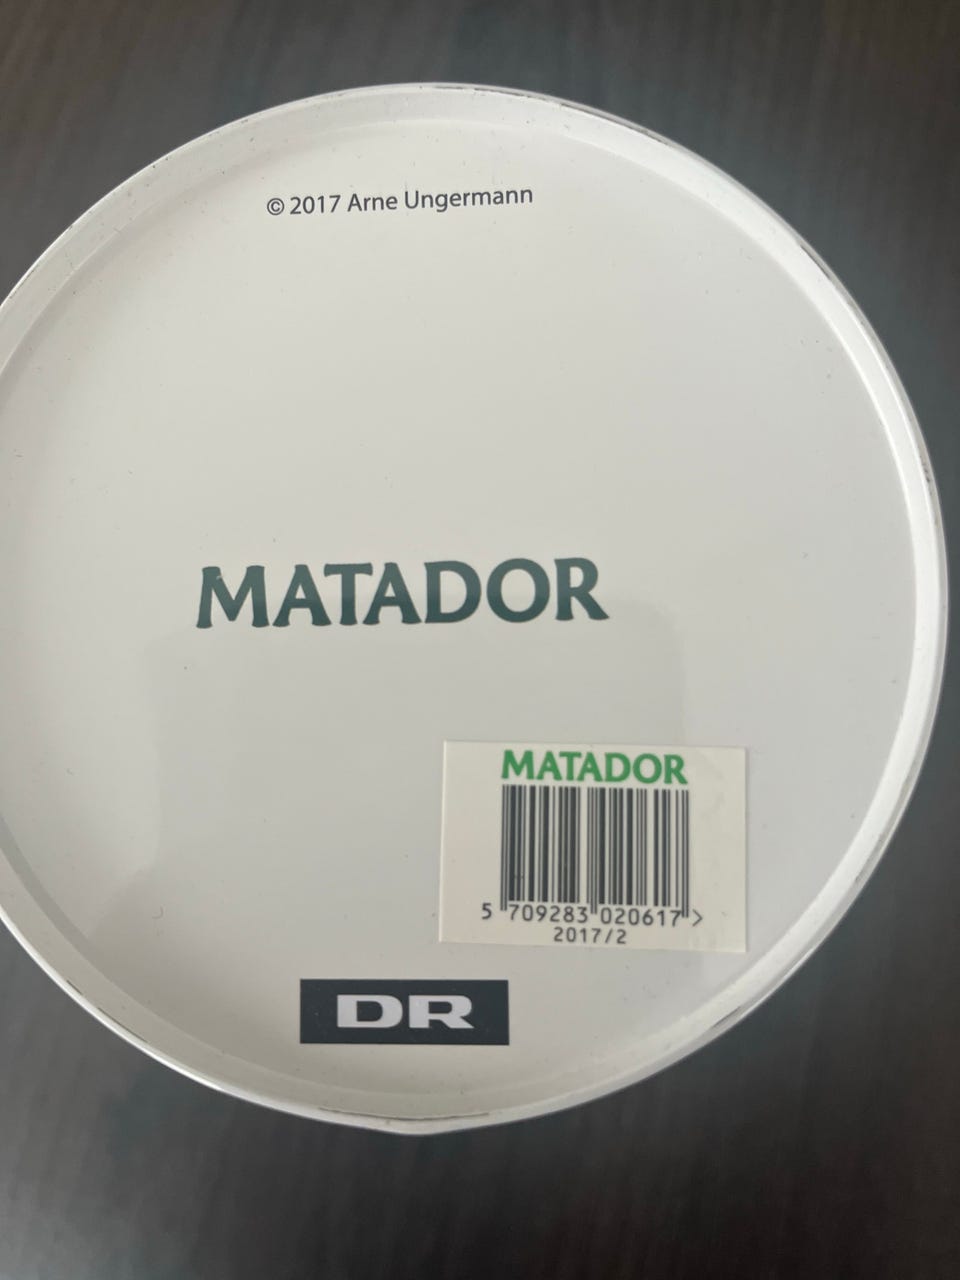 © 2017 Arne Ungermann
MATADOR
MATADOR
5 709283 020617 >
2017/2
DR